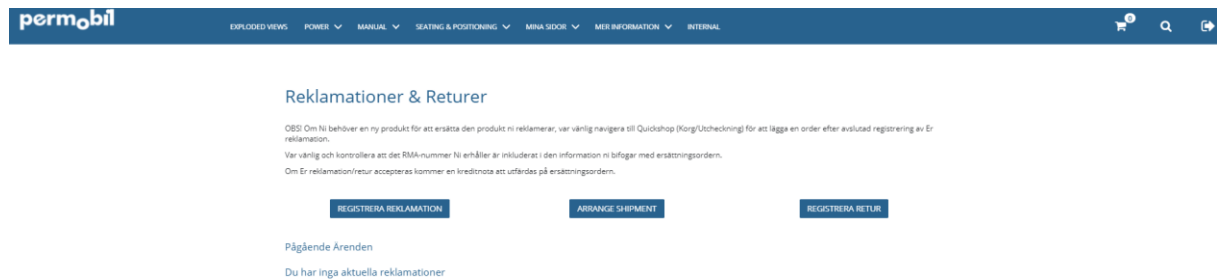 permobil
EXPLODED VIEWS POWER MANUAL SEATING & POSITIONING MINA SIDOR MER INFORMATION INTERNAL 0
Reklamationer & Returer
OBS! Om Ni behöver en ny produkt för att ersätta den produkt ni reklamerar, var vänlig navigera till Quickshop (Korg/Utcheckning) för att lägga en order efter avslutad registrering av Er
reklamation.
Var vänlig och kontrollera att det RMA-nummer Ni erhåller är inkluderat i den information ni bifogar med ersättningsordern.
Om Er reklamation/retur accepteras kommer en kreditnota att utfärdas på ersättningsordern.
REGISTRERA REKLAMATION ARRANGE SHIPMENT REGISTRERA RETUR
Pågående Ärenden
Du har inga aktuella reklamationer